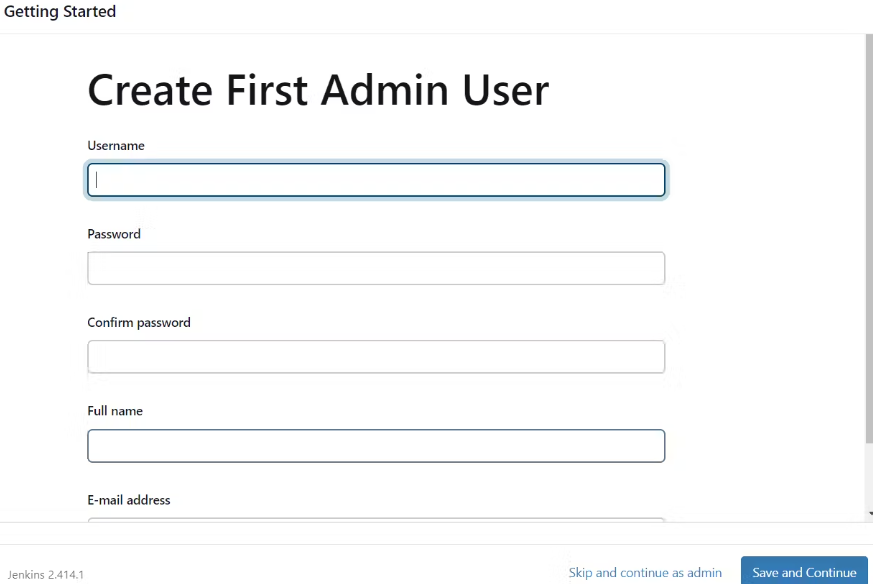 Getting Started
Create First Admin User
Username
Password
Confirm password
Full name
E-mail address
Jenkins 2.414.1
Skip and continue as admin
Save and Continue